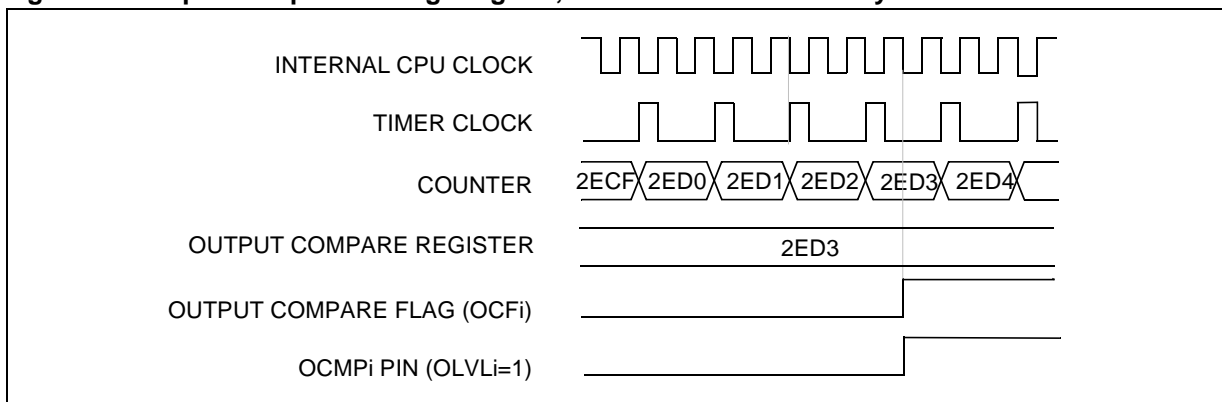 INTERNAL CPU CLOCK
TIMER CLOCK
COUNTER 2ECF 2ED0 2ED1 2ED2 2ED3 2ED4
OUTPUT COMPARE REGISTER 2ED3
OUTPUT COMPARE FLAG (OCFi)
OCMPi PIN (OLVLi=1)